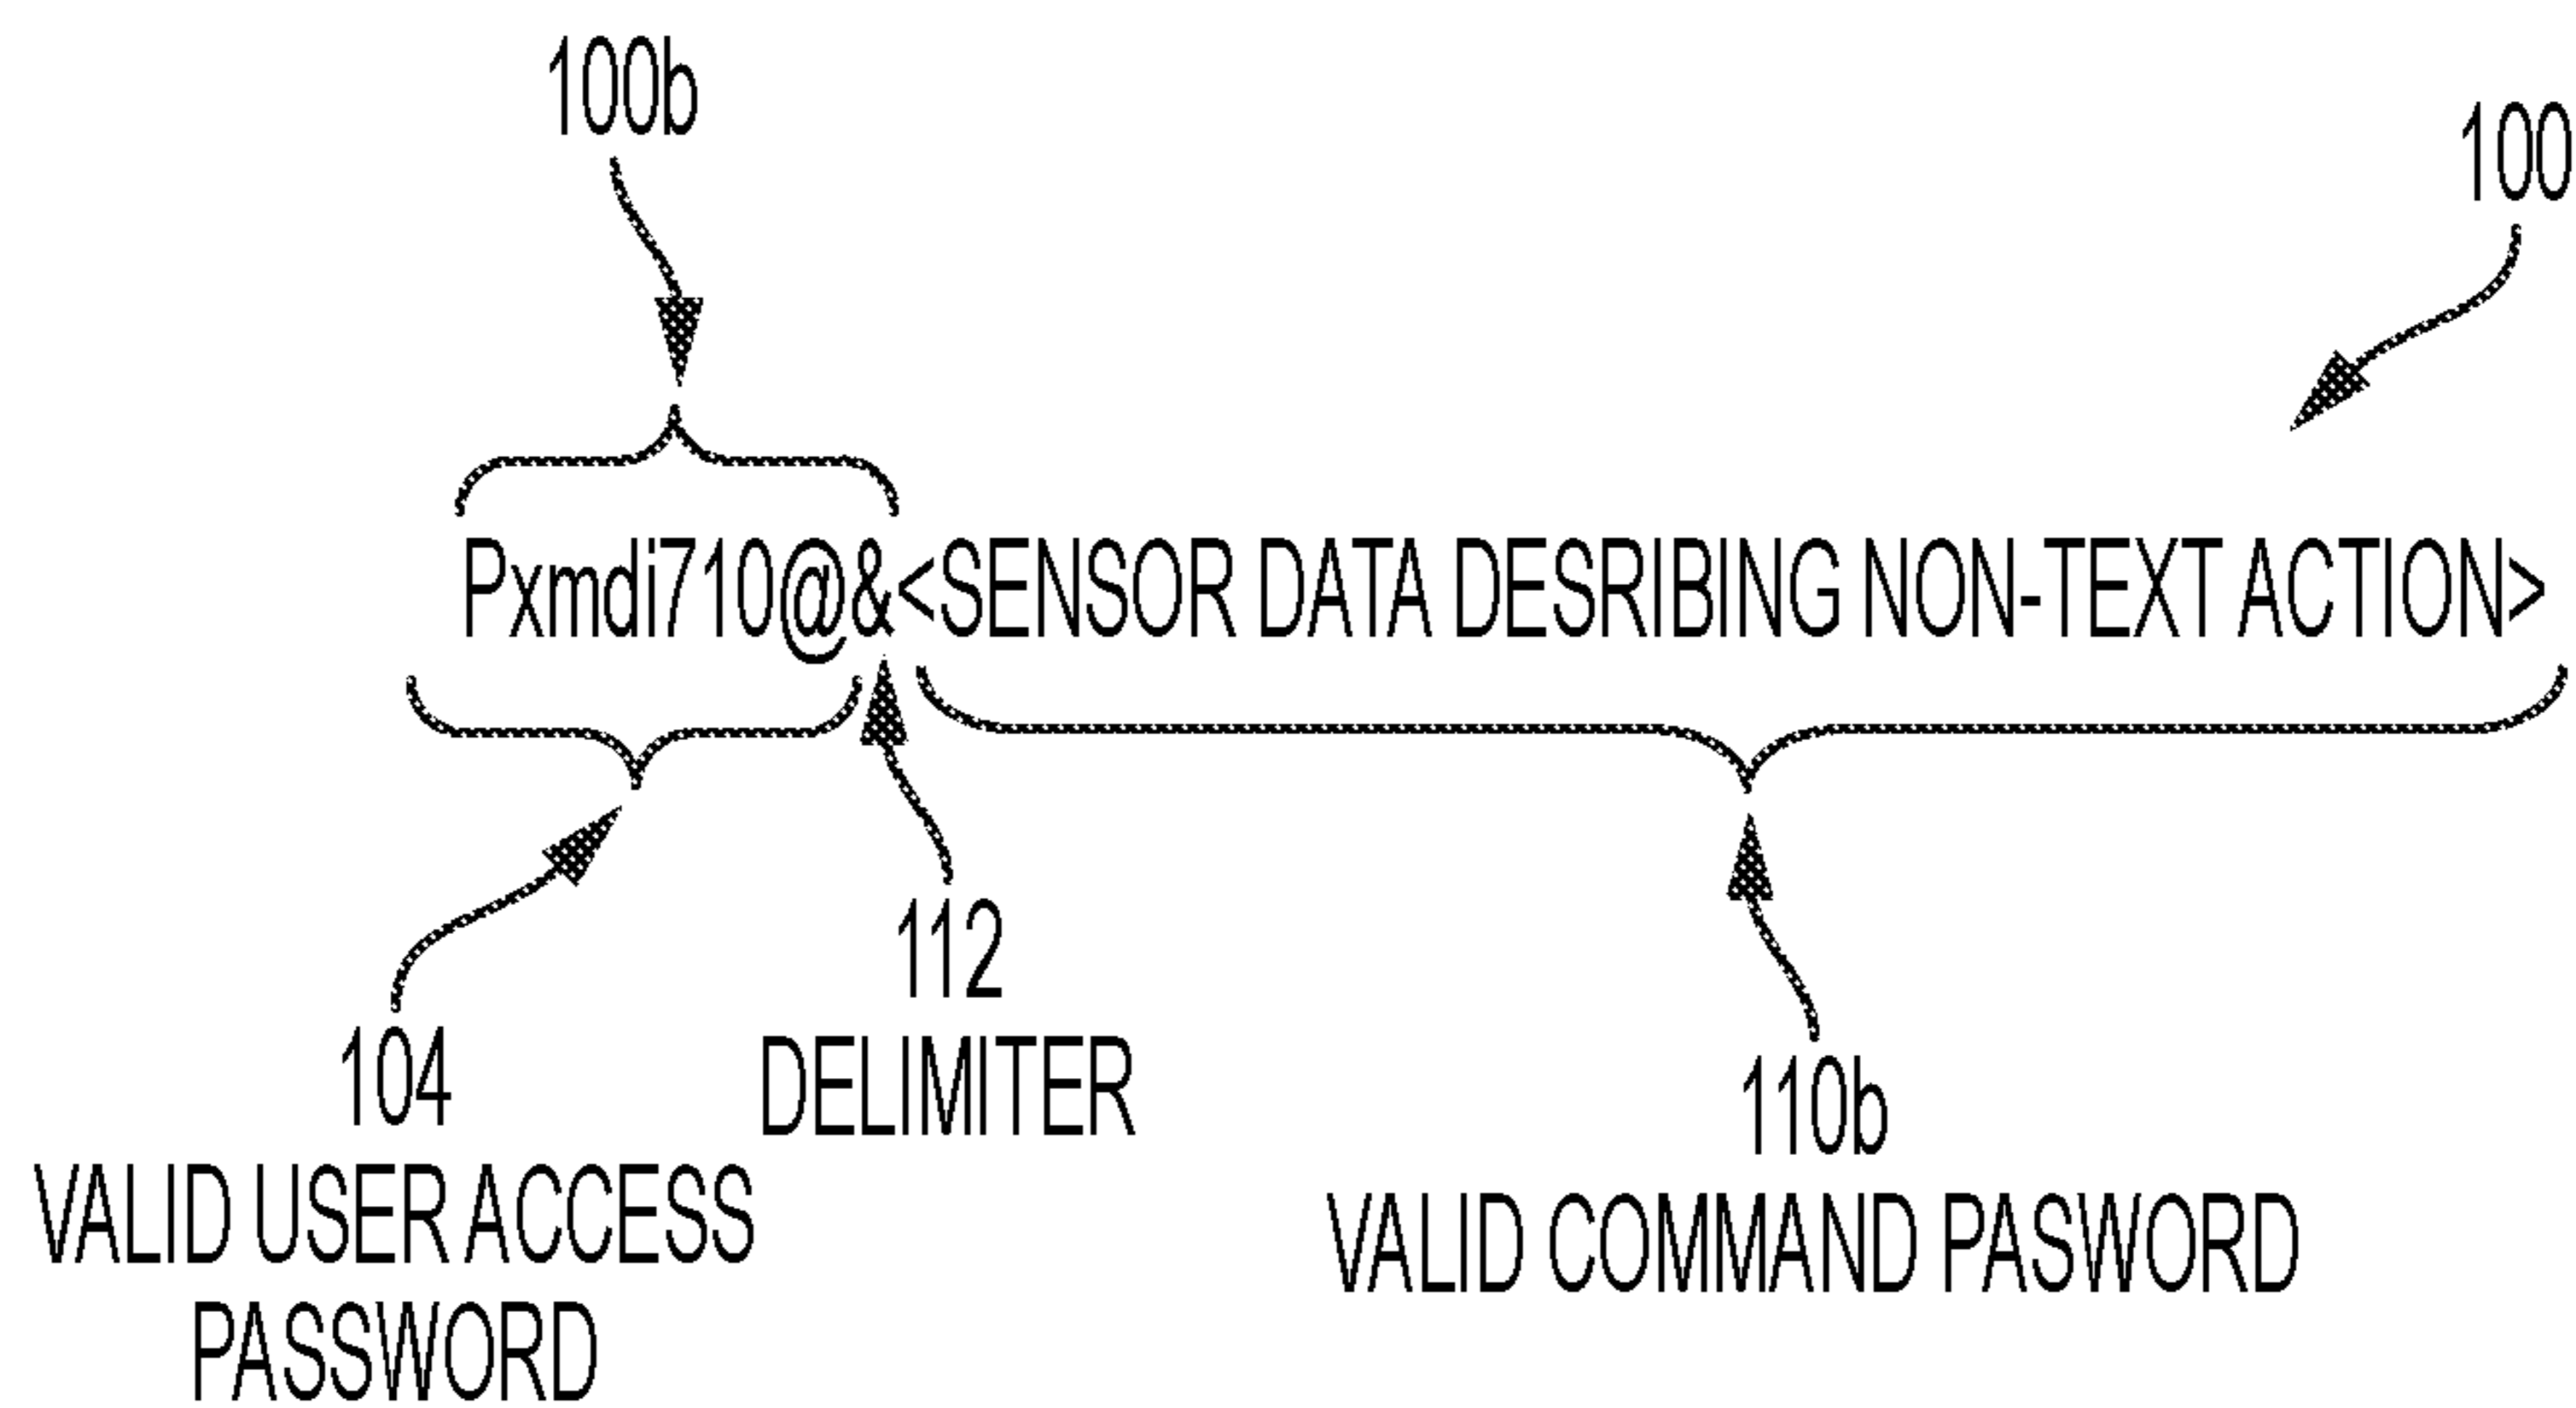 100b
100
Pxmdi710@&<SENSOR DATA DESRIBING NON-TEXT ACTION>
104
VALID USER ACCESS
PASSWORD
112
DELIMITER
110b
VALID COMMAND PASWORD